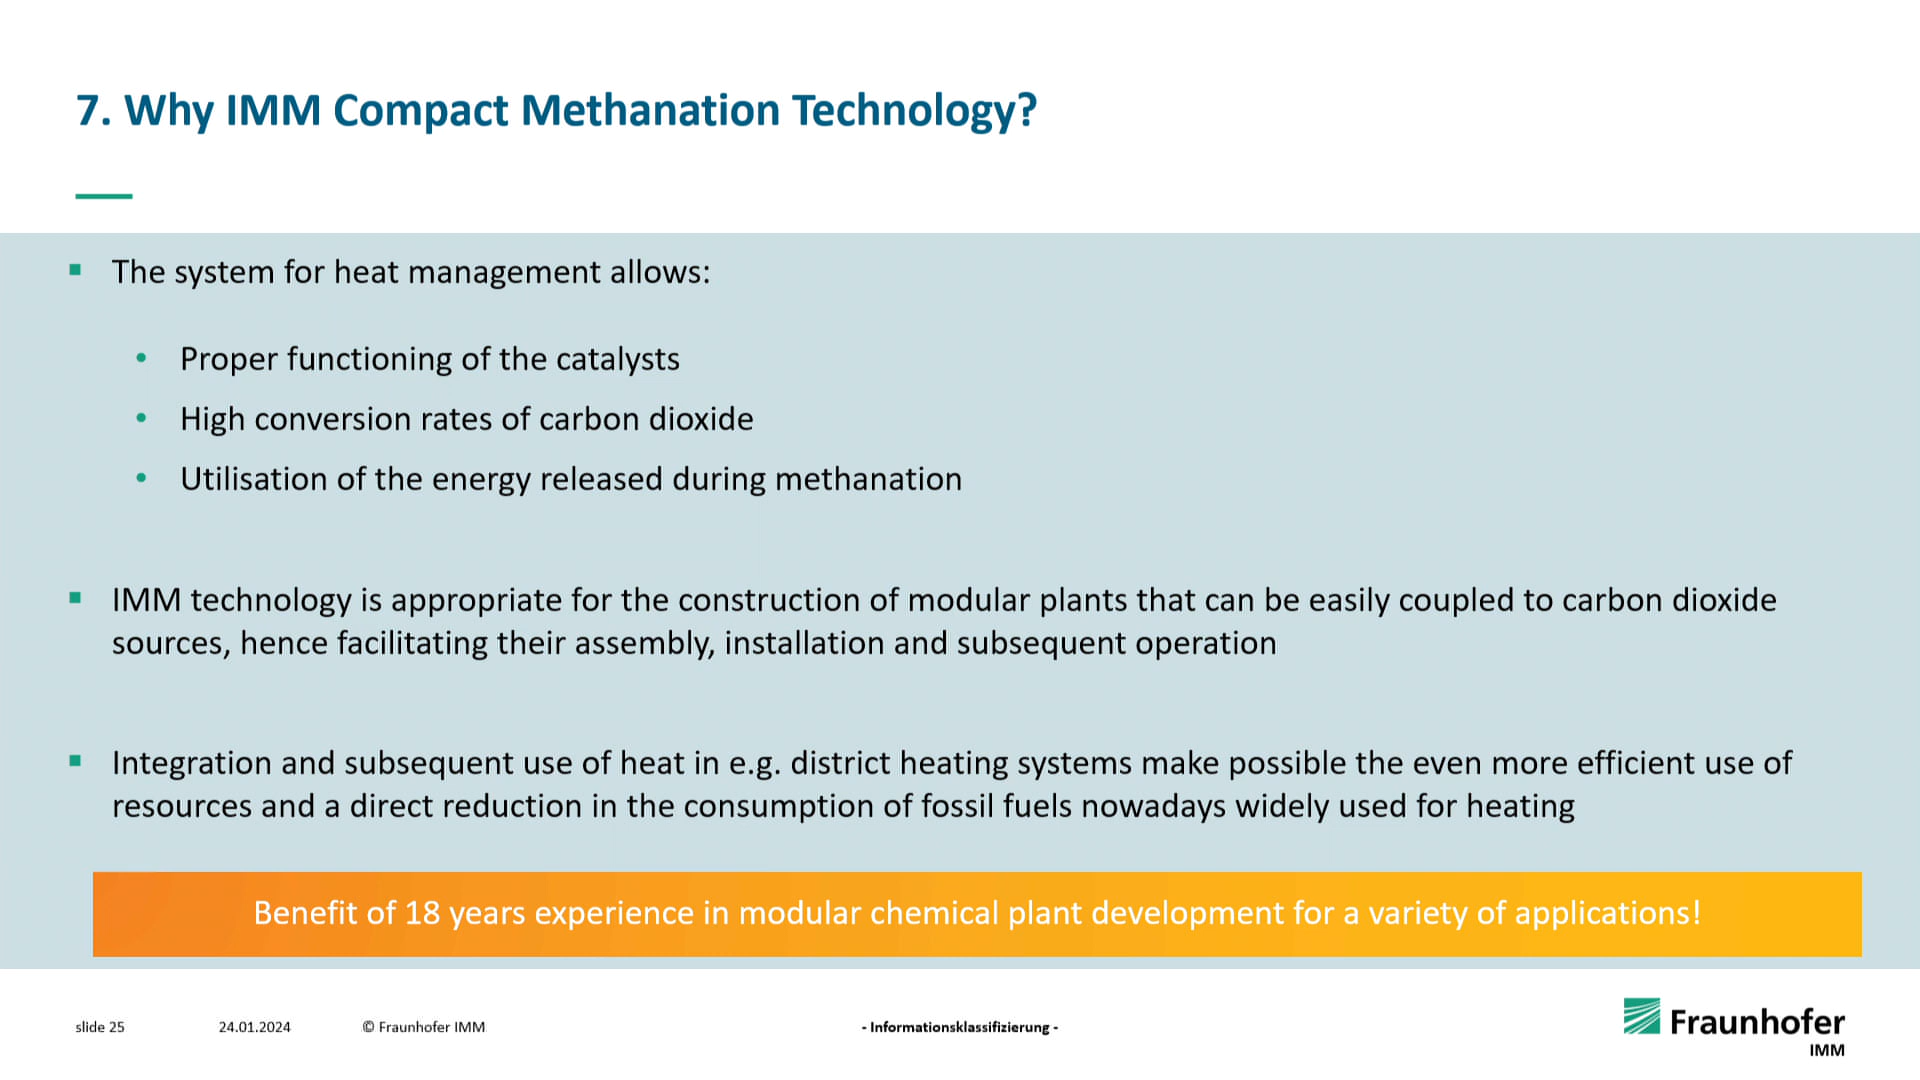 7. Why IMM Compact Methanation Technology?
▪ The system for heat management allows:
• Proper functioning of the catalysts
• High conversion rates of carbon dioxide
• Utilisation of the energy released during methanation
▪ IMM technology is appropriate for the construction of modular plants that can be easily coupled to carbon dioxide
sources, hence facilitating their assembly, installation and subsequent operation
▪ Integration and subsequent use of heat in e.g. district heating systems make possible the even more efficient use of
resources and a direct reduction in the consumption of fossil fuels nowadays widely used for heating
Benefit of 18 years experience in modular chemical plant development for a variety of applications!
slide 25 24.01.2024 © Fraunhofer IMM - Informationsklassifizierung -
Fraunhofer
IMM